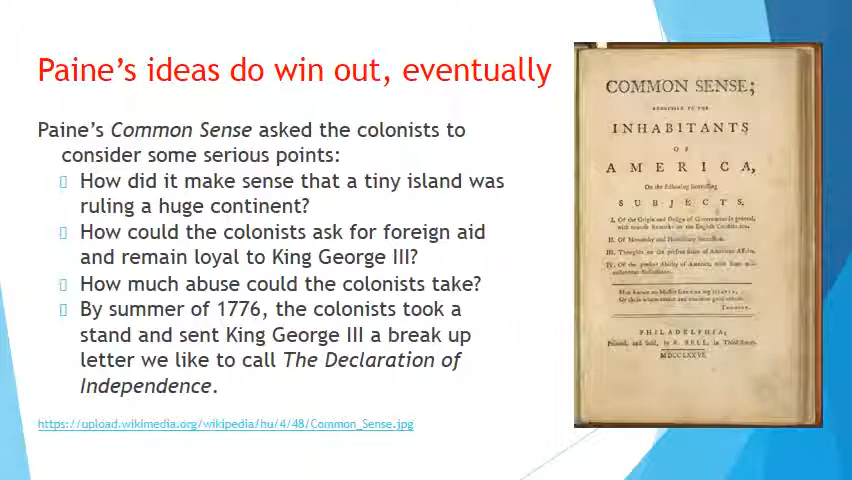 Paine's ideas do win out, eventually
Paine's Common Sense asked the colonists to
consider some serious points:
How did it make sense that a tiny island was
ruling a huge continent?
How could the colonists ask for foreign aid
and remain loyal to King George III?
How much abuse could the colonists take?
By summer of 1776, the colonists took a
stand and sent King George III a break up
letter we like to call The Declaration of
Independence.
https://upload.wikimedia.org/wikipedia/hu/4/48/Common_Sense.jpg
COMMON SENSE;
ADDRESSED TO THE
INHABITANTS
OF
AMERICA,
On the following interesting
SUBJECTS,
I. Of the Origin and Design of Government in general,
with concise Remarks on the English Constitution.
II. Of Monarchy and Hereditary Succession.
III. Thoughts on the present State of American Affairs.
IV. Of the present Ability of America, with some
Reflections.
THOMSON.
PHILADELPHIA;
Printed, and Sold, by R. BELL, in Third-Street.
MDCCLXXVI.